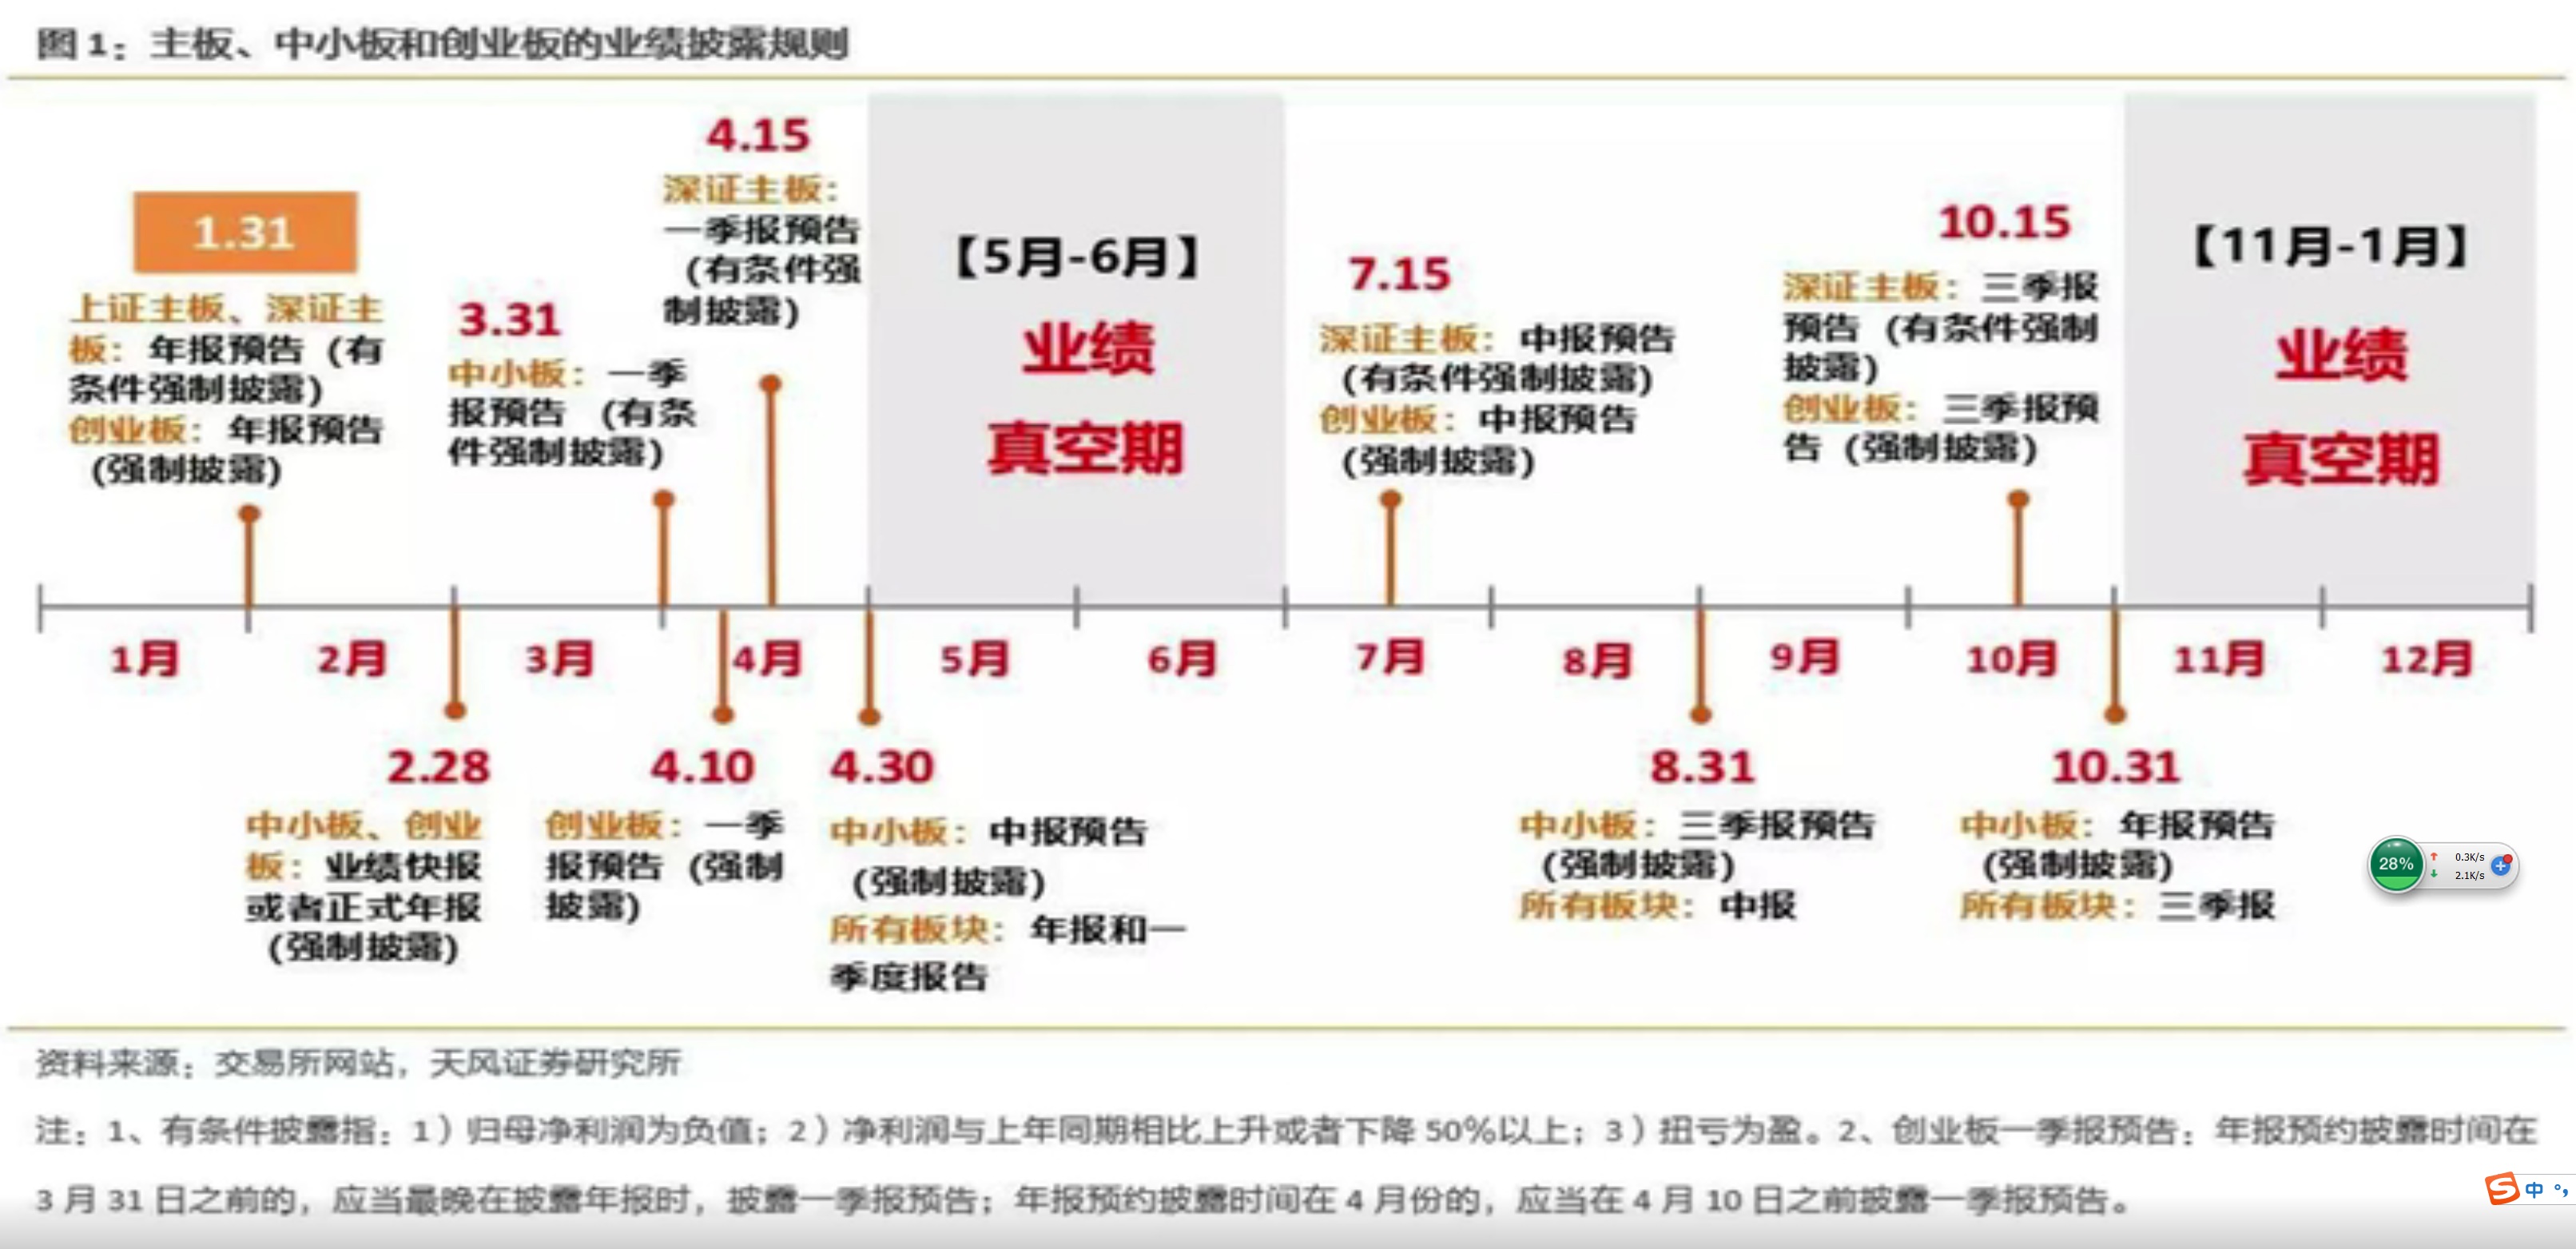 图 1：主板、中小板和创业板的业绩披露规则
1.31
上证主板、深证主
板：年报预告（有
条件强制披露）
创业板：年报预告
（强制披露）
3.31
中小板：一季
报预告（有条
件强制披露）
4.15
深证主板：
一季报预告
（有条件强
制披露）
【5月-6月】
业绩
真空期
7.15
深证主板：中报预告
（有条件强制披露）
创业板：中报预告
（强制披露）
10.15
深证主板：三季报
预告（有条件强制
披露）
创业板：三季报预
告（强制披露）
【11月-1月】
业绩
真空期
1月
2月
3月
4月
5月
6月
7月
8月
9月
10月
11月
12月
2.28
中小板、创业
板：业绩快报
或者正式年报
（强制披露）
4.10
创业板：一季
报预告（强制
披露）
4.30
中小板：中报预告
（强制披露）
所有板块：年报和一
季度报告
8.31
中小板：三季报预告
（强制披露）
所有板块：中报
10.31
中小板：年报预告
（强制披露）
所有板块：三季报
28%
0.3K/s
2.1K/s
资料来源：交易所网站，天风证券研究所
注：1、有条件披露指：1）归母净利润为负值；2）净利润与上年同期相比上升或者下降 50%以上；3）扭亏为盈。2、创业板一季报预告：年报预约披露时间在
3 月 31 日之前的，应当最晚在披露年报时，披露一季报预告；年报预约披露时间在 4 月份的，应当在 4 月 10 日之前披露一季报预告。
中